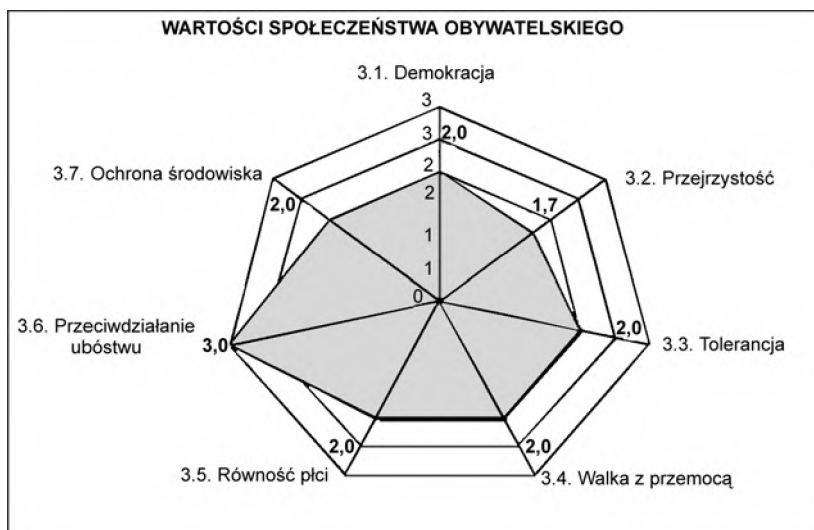 WARTOŚCI SPOŁECZEŃSTWA OBYWATELSKIEGO
3.1. Demokracja
3
3
2,0
2
2
1
1
0
3.2. Przejrzystość
1,7
3.3. Tolerancja
2,0
3.4. Walka z przemocą
2,0
3.5. Równość płci
2,0
3.6. Przeciwdziałanie
ubóstwu
3,0
3.7. Ochrona środowiska
2,0